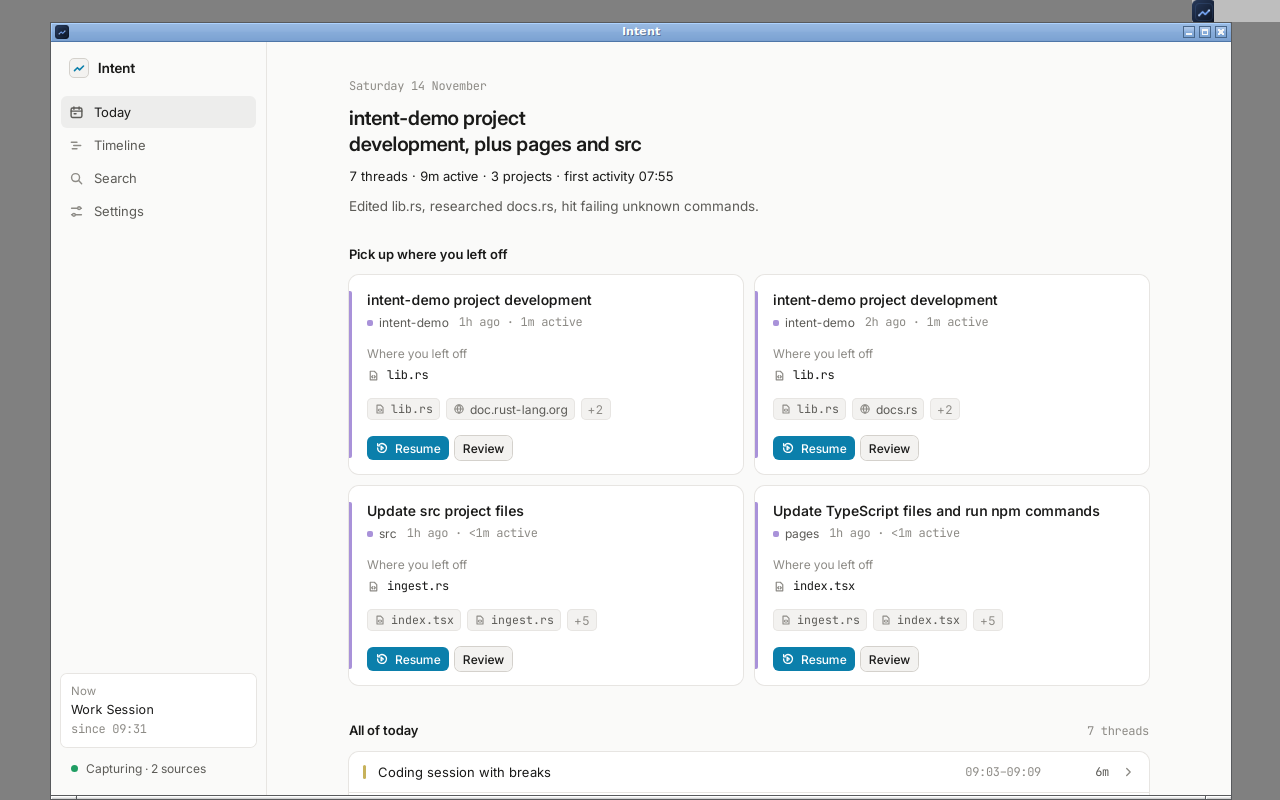 Intent
Intent
Today
Timeline
Search
Settings
Now
Work Session
since 09:31
Capturing · 2 sources
Saturday 14 November
intent-demo project
development, plus pages and src
7 threads · 9m active · 3 projects · first activity 07:55
Edited lib.rs, researched docs.rs, hit failing unknown commands.
Pick up where you left off
intent-demo project development
intent-demo 1h ago · 1m active
Where you left off
lib.rs
lib.rs doc.rust-lang.org +2
Resume Review
intent-demo project development
intent-demo 2h ago · 1m active
Where you left off
lib.rs
lib.rs docs.rs +2
Resume Review
Update src project files
src 1h ago · <1m active
Where you left off
ingest.rs
index.tsx ingest.rs +5
Resume Review
Update TypeScript files and run npm commands
pages 1h ago · <1m active
Where you left off
index.tsx
ingest.rs index.tsx +5
Resume Review
All of today 7 threads
Coding session with breaks 09:03–09:09 6m